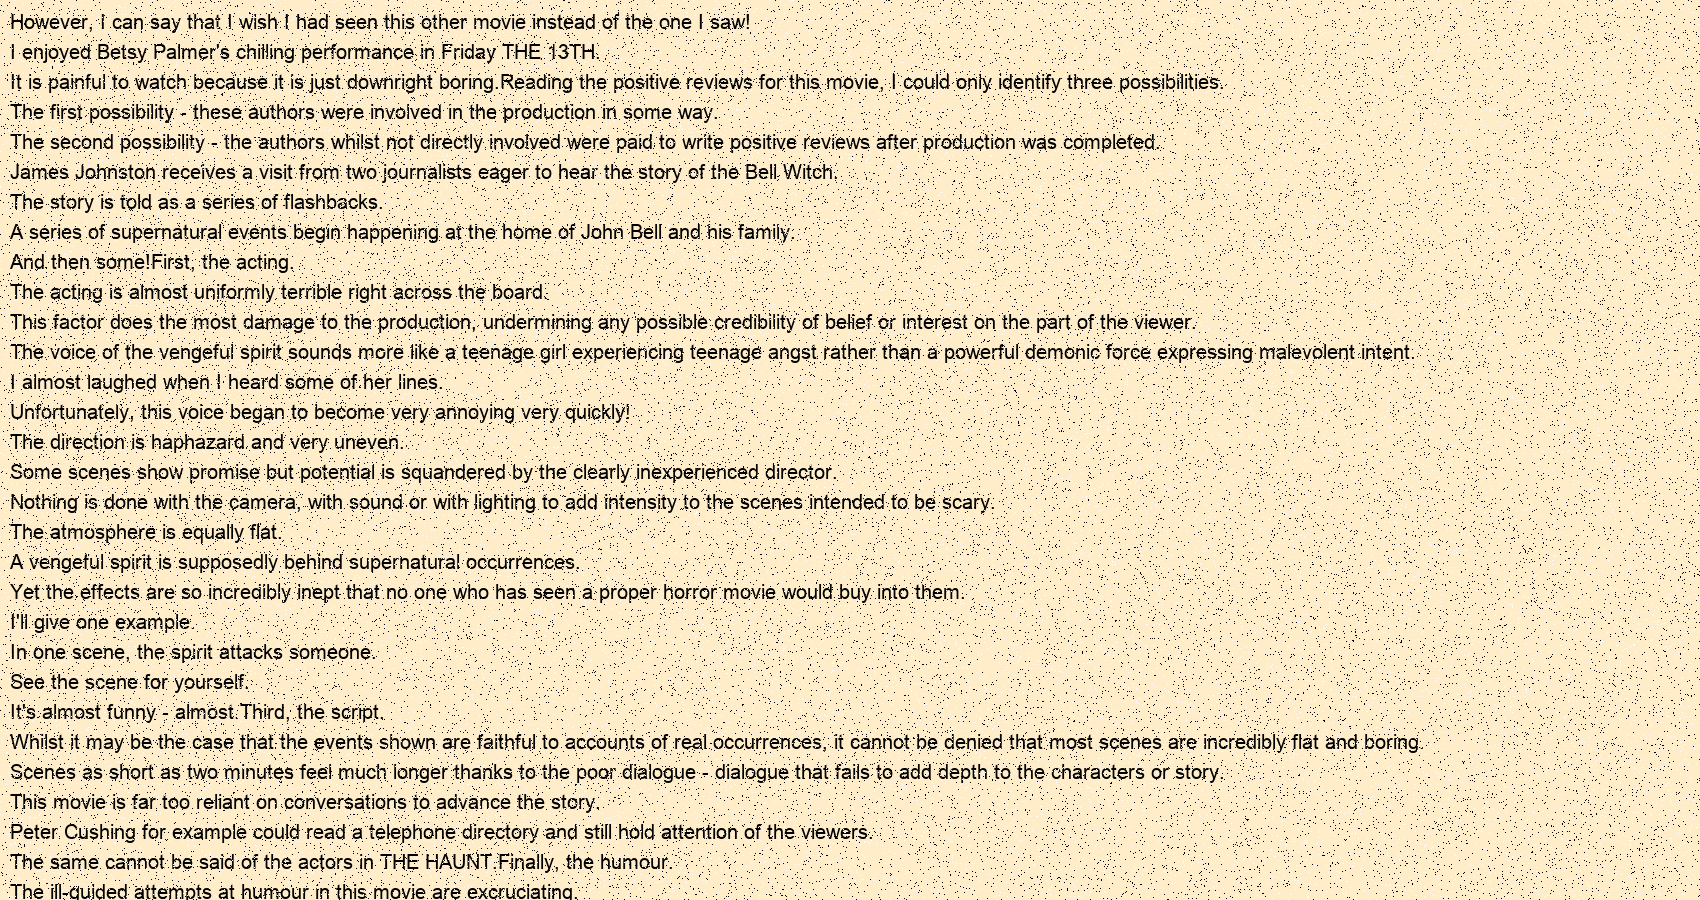 However, I can say that I wish I had seen this other movie instead of the one I saw!
I enjoyed Betsy Palmer's chilling performance in Friday THE 13TH.
It is painful to watch because it is just downright boring.Reading the positive reviews for this movie, I could only identify three possibilities.
The first possibility - these authors were involved in the production in some way.
The second possibility - the authors whilst not directly involved were paid to write positive reviews after production was completed.
James Johnston receives a visit from two journalists eager to hear the story of the Bell Witch.
The story is told as a series of flashbacks.
A series of supernatural events begin happening at the home of John Bell and his family.
And then some!First, the acting.
The acting is almost uniformly terrible right across the board.
This factor does the most damage to the production, undermining any possible credibility of belief or interest on the part of the viewer.
The voice of the vengeful spirit sounds more like a teenage girl experiencing teenage angst rather than a powerful demonic force expressing malevolent intent.
I almost laughed when I heard some of her lines.
Unfortunately, this voice began to become very annoying very quickly!
The direction is haphazard and very uneven.
Some scenes show promise but potential is squandered by the clearly inexperienced director.
Nothing is done with the camera, with sound or with lighting to add intensity to the scenes intended to be scary.
The atmosphere is equally flat.
A vengeful spirit is supposedly behind supernatural occurrences.
Yet the effects are so incredibly inept that no one who has seen a proper horror movie would buy into them.
I'll give one example.
In one scene, the spirit attacks someone.
See the scene for yourself.
It's almost funny - almost.Third, the script.
Whilst it may be the case that the events shown are faithful to accounts of real occurrences, it cannot be denied that most scenes are incredibly flat and boring.
Scenes as short as two minutes feel much longer thanks to the poor dialogue - dialogue that fails to add depth to the characters or story.
This movie is far too reliant on conversations to advance the story.
Peter Cushing for example could read a telephone directory and still hold attention of the viewers.
The same cannot be said of the actors in THE HAUNT.Finally, the humour.
The ill-guided attempts at humour in this movie are excruciating.